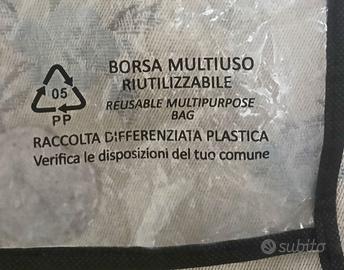 BORSA MULTIUSO
RIUTILIZZABILE
REUSABLE MULTIPURPOSE
BAG
05
PP
RACCOLTA DIFFERENZIATA PLASTICA
Verifica le disposizioni del tuo comune
subito